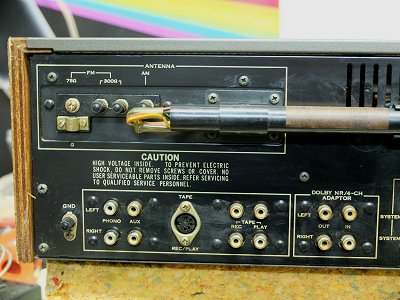 ANTENNA
FM AM
75Ω 300Ω
CAUTION
HIGH VOLTAGE INSIDE. TO PREVENT ELECTRIC
SHOCK, DO NOT REMOVE SCREWS OR COVER. NO
USER SERVICEABLE PARTS INSIDE. REFER SERVICING
TO QUALIFIED SERVICE PERSONNEL.
GND
LEFT
RIGHT
PHONO AUX
TAPE
REC/PLAY
TAPE
REC PLAY
DOLBY NR/4-CH
ADAPTOR
LEFT
RIGHT
OUT IN
SYSTEM
SYSTEM